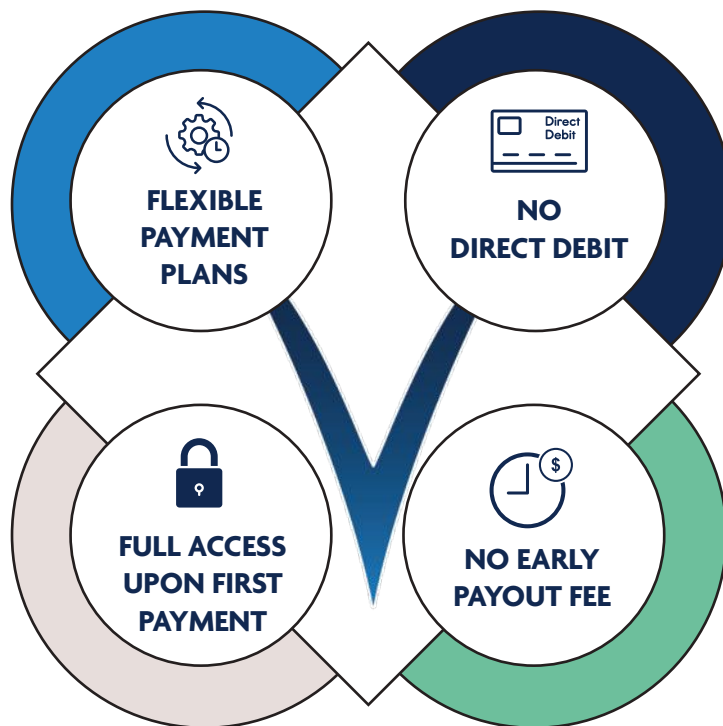 FLEXIBLE
PAYMENT
PLANS
Direct
Debit
NO
DIRECT DEBIT
FULL ACCESS
UPON FIRST
PAYMENT
$
NO EARLY
PAYOUT FEE